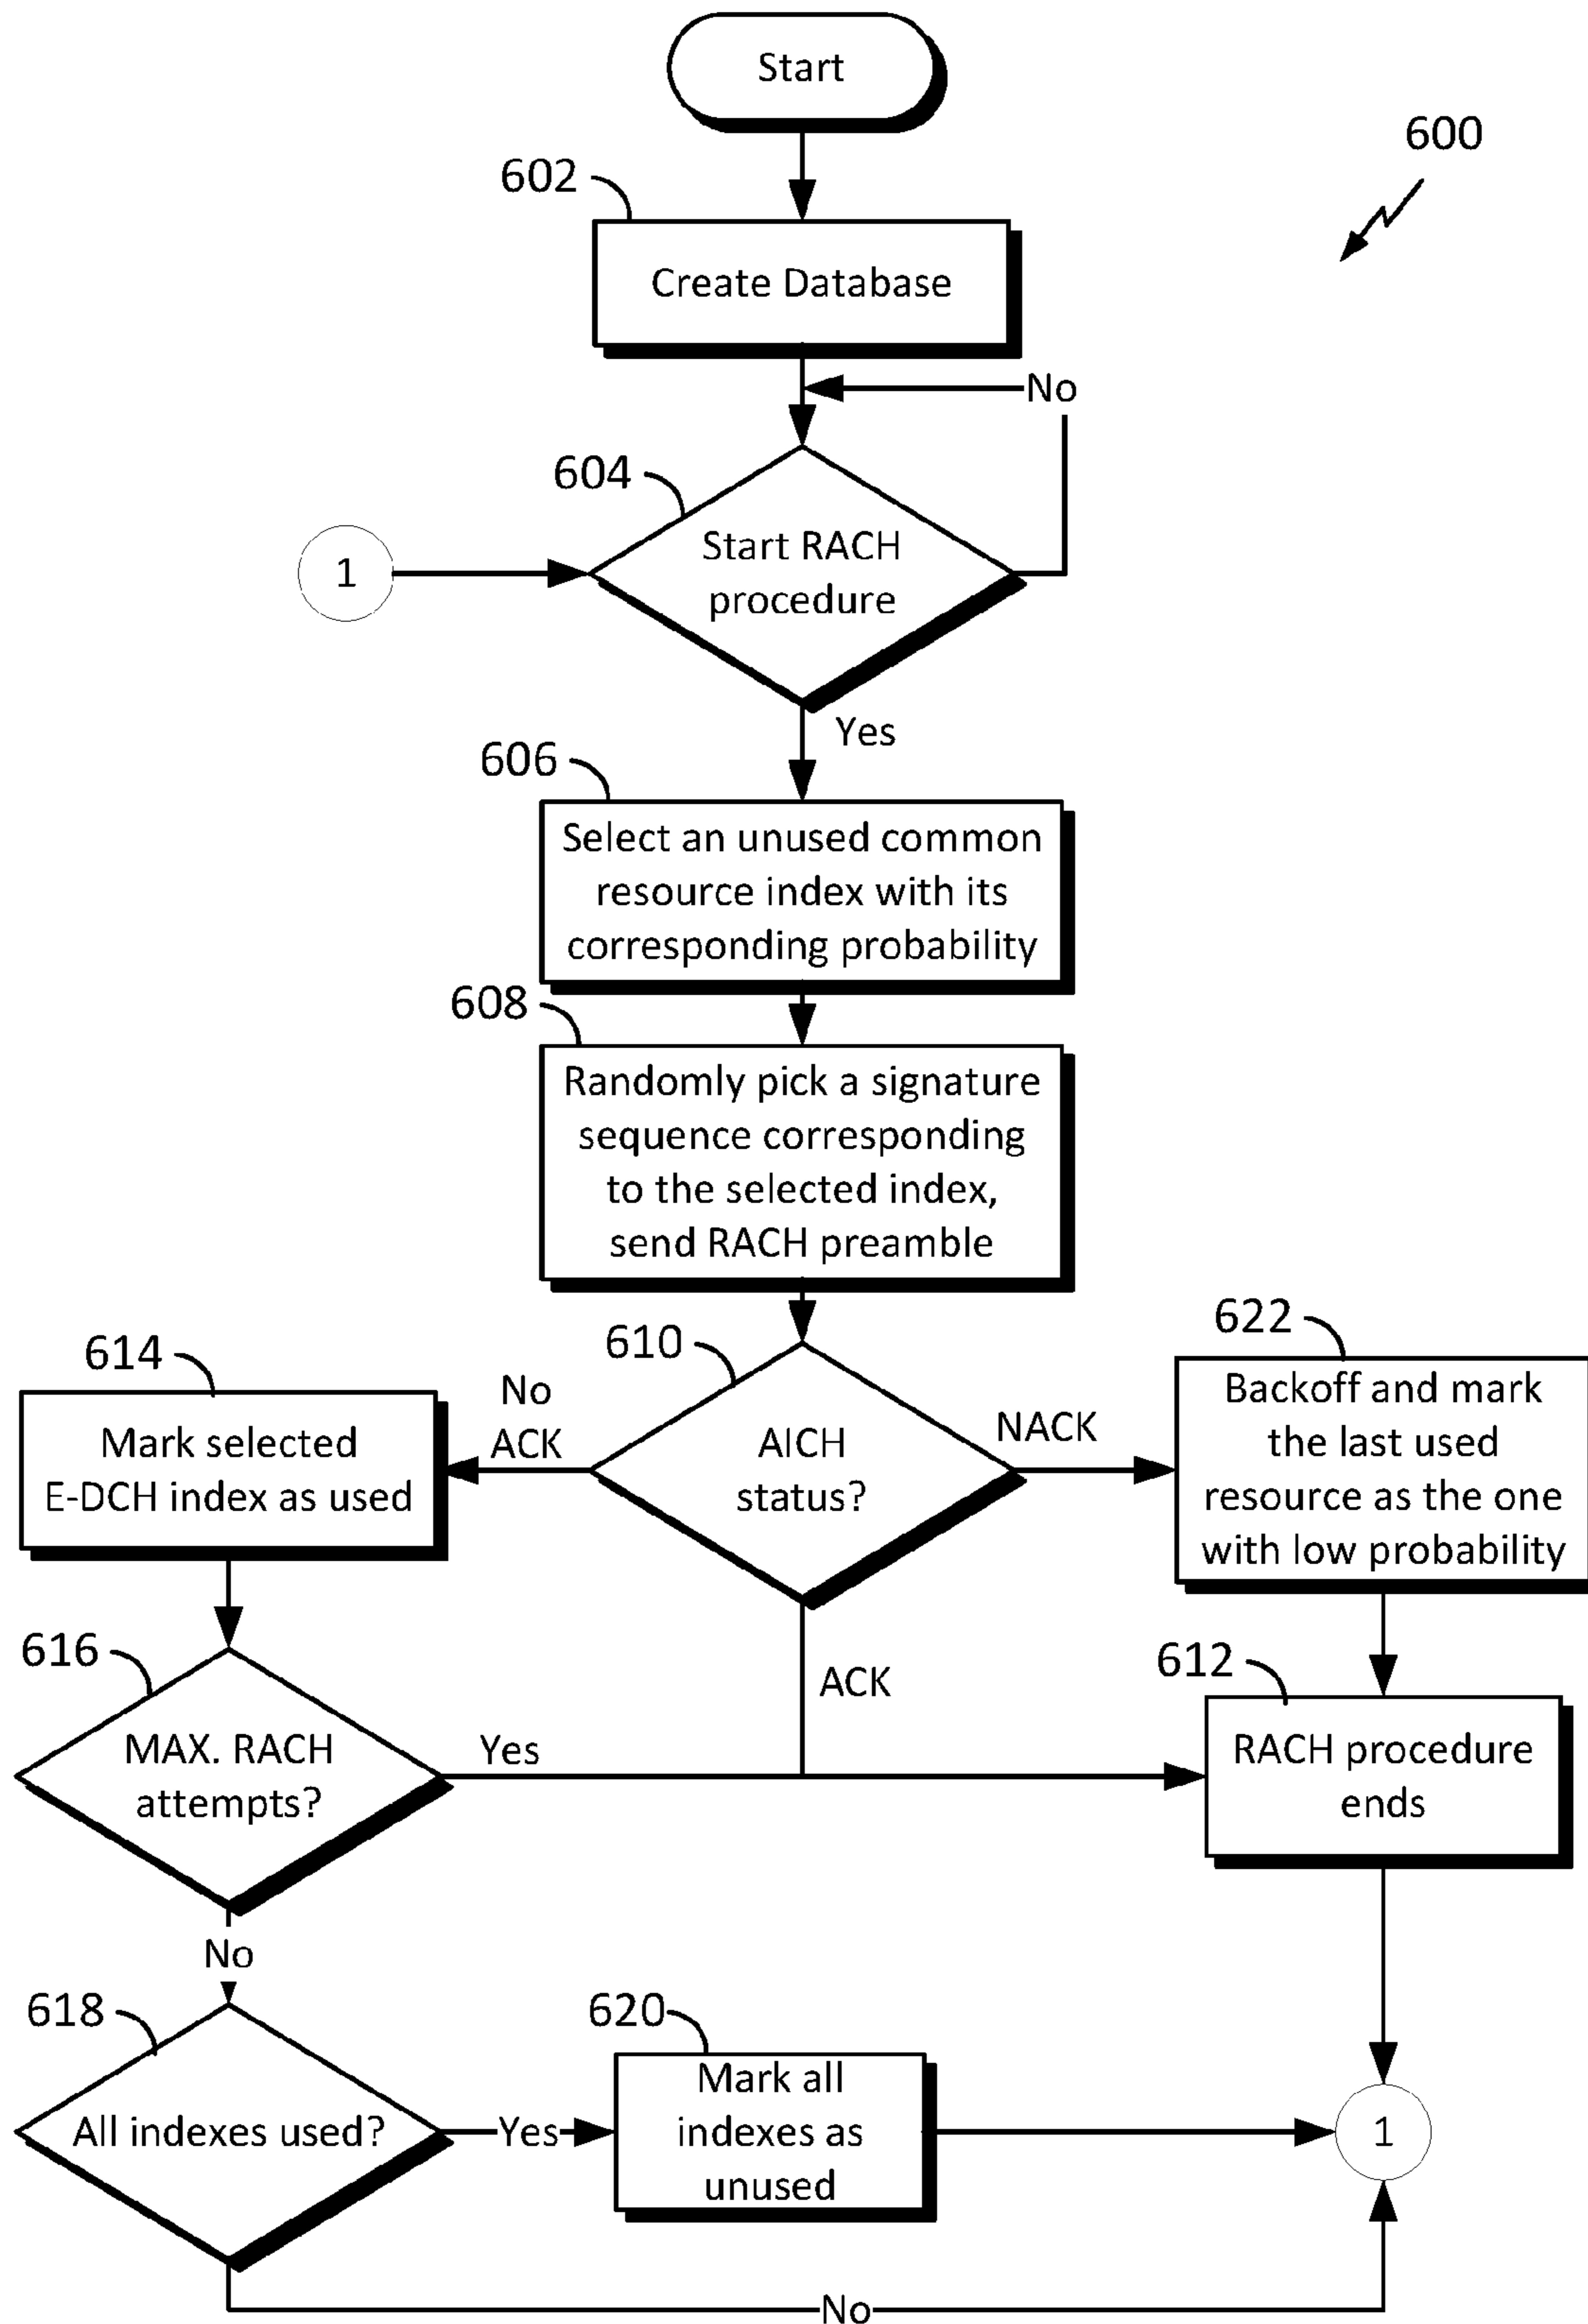 Start
600
602
Create Database
No
604
Start RACH
procedure
1
Yes
606
Select an unused common
resource index with its
corresponding probability
608
Randomly pick a signature
sequence corresponding
to the selected index,
send RACH preamble
610
AICH
status?
No
ACK
NACK
ACK
614
Mark selected
E-DCH index as used
622
Backoff and mark
the last used
resource as the one
with low probability
616
MAX. RACH
attempts?
Yes
612
RACH procedure
ends
No
618
All indexes used?
Yes
620
Mark all
indexes as
unused
1
No